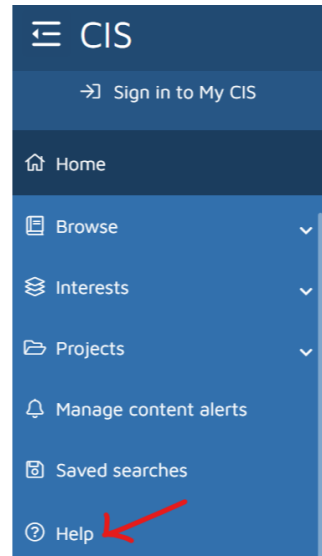 CIS
Sign in to My CIS
Home
Browse
Interests
Projects
Manage content alerts
Saved searches
Help